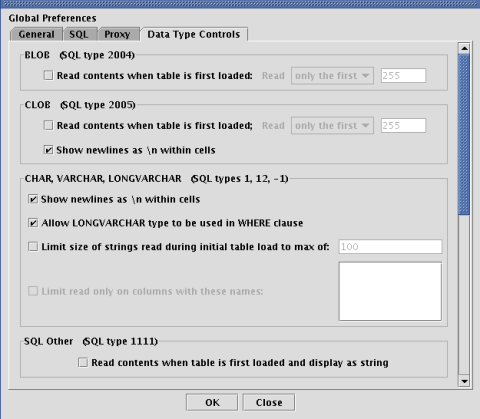 Global Preferences
General SQL Proxy Data Type Controls
BLOB (SQL type 2004)
Read contents when table is first loaded: Read only the first 255
CLOB (SQL type 2005)
Read contents when table is first loaded; Read only the first 255
Show newlines as \n within cells
CHAR, VARCHAR, LONGVARCHAR (SQL types 1, 12, -1)
Show newlines as \n within cells
Allow LONGVARCHAR type to be used in WHERE clause
Limit size of strings read during initial table load to max of: 100
Limit read only on columns with these names:
SQL Other (SQL type 1111)
Read contents when table is first loaded and display as string
OK Close